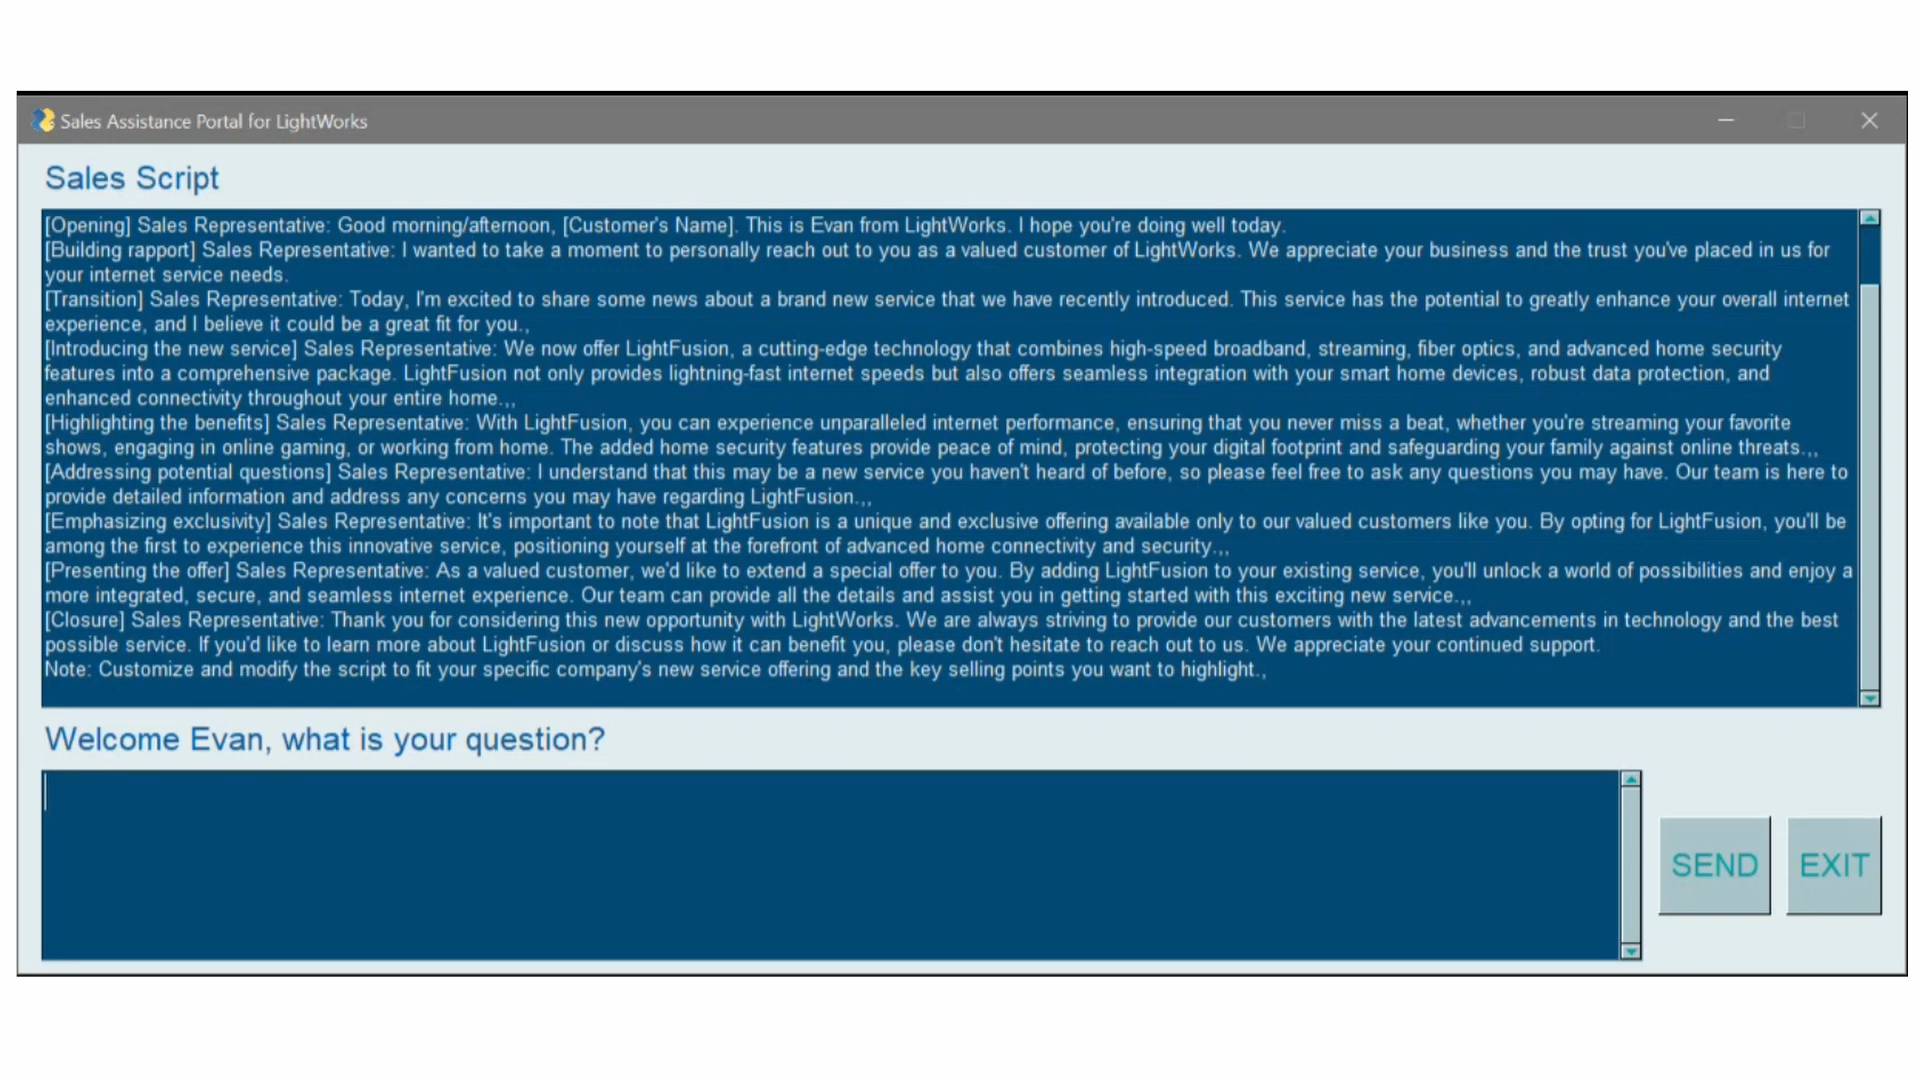 Sales Assistance Portal for LightWorks
Sales Script
[Opening] Sales Representative: Good morning/afternoon, [Customer's Name]. This is Evan from LightWorks. I hope you're doing well today.
[Building rapport] Sales Representative: I wanted to take a moment to personally reach out to you as a valued customer of LightWorks. We appreciate your business and the trust you've placed in us for
your internet service needs.
[Transition] Sales Representative: Today, I'm excited to share some news about a brand new service that we have recently introduced. This service has the potential to greatly enhance your overall internet
experience, and I believe it could be a great fit for you.,
[Introducing the new service] Sales Representative: We now offer LightFusion, a cutting-edge technology that combines high-speed broadband, streaming, fiber optics, and advanced home security
features into a comprehensive package. LightFusion not only provides lightning-fast internet speeds but also offers seamless integration with your smart home devices, robust data protection, and
enhanced connectivity throughout your entire home.,,
[Highlighting the benefits] Sales Representative: With LightFusion, you can experience unparalleled internet performance, ensuring that you never miss a beat, whether you're streaming your favorite
shows, engaging in online gaming, or working from home. The added home security features provide peace of mind, protecting your digital footprint and safeguarding your family against online threats.,,
[Addressing potential questions] Sales Representative: I understand that this may be a new service you haven't heard of before, so please feel free to ask any questions you may have. Our team is here to
provide detailed information and address any concerns you may have regarding LightFusion.,,
[Emphasizing exclusivity] Sales Representative: It's important to note that LightFusion is a unique and exclusive offering available only to our valued customers like you. By opting for LightFusion, you'll be
among the first to experience this innovative service, positioning yourself at the forefront of advanced home connectivity and security.,,
[Presenting the offer] Sales Representative: As a valued customer, we'd like to extend a special offer to you. By adding LightFusion to your existing service, you'll unlock a world of possibilities and enjoy a
more integrated, secure, and seamless internet experience. Our team can provide all the details and assist you in getting started with this exciting new service.,,
[Closure] Sales Representative: Thank you for considering this new opportunity with LightWorks. We are always striving to provide our customers with the latest advancements in technology and the best
possible service. If you'd like to learn more about LightFusion or discuss how it can benefit you, please don't hesitate to reach out to us. We appreciate your continued support.
Note: Customize and modify the script to fit your specific company's new service offering and the key selling points you want to highlight.,
Welcome Evan, what is your question?
SEND
EXIT